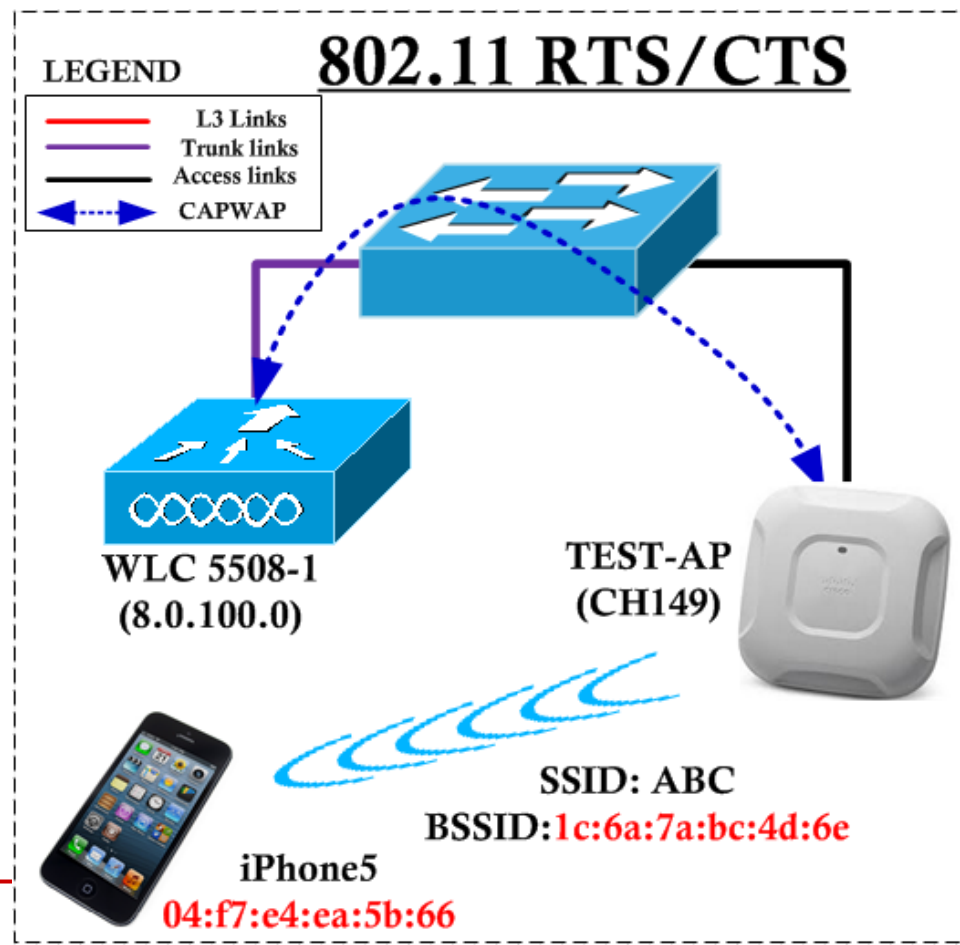 802.11 RTS/CTS
LEGEND
L3 Links
Trunk links
Access links
CAPWAP
WLC 5508-1
(8.0.100.0)
TEST-AP
(CH149)
SSID: ABC
BSSID:1c:6a:7a:bc:4d:6e
iPhone5
04:f7:e4:ea:5b:66